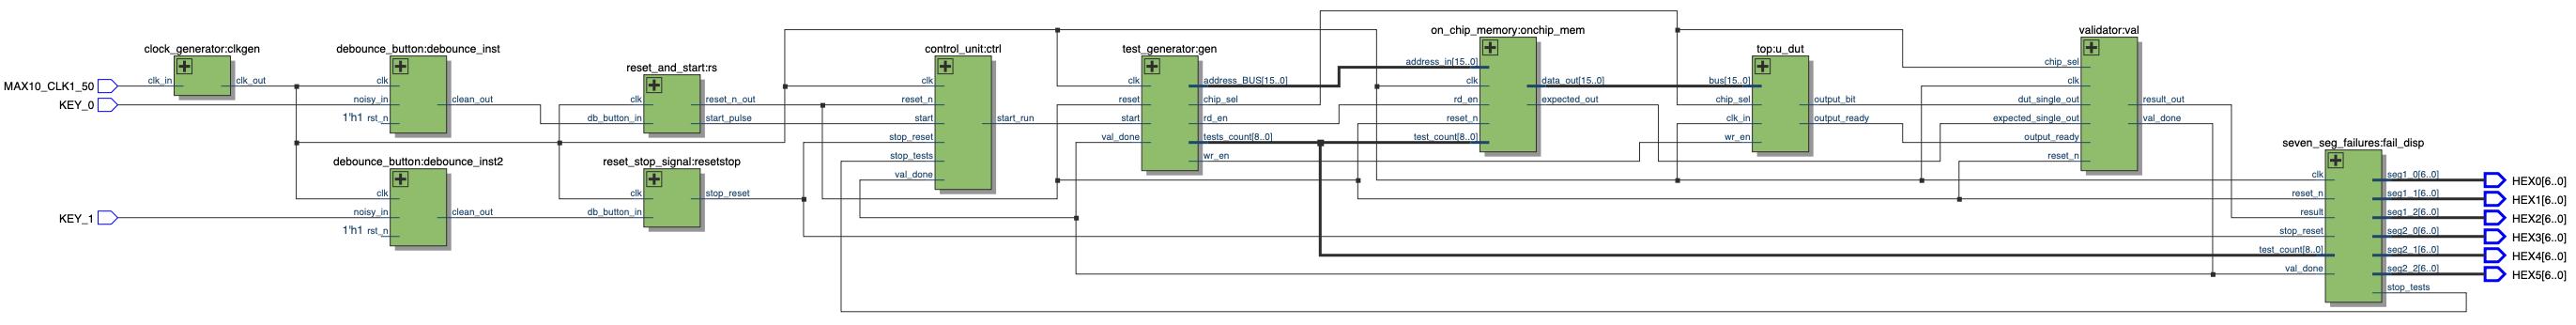 MAX10_CLK1_50
KEY_0
KEY_1
clock_generator:clkgen
clk_in
clk_out
debounce_button:debounce_inst
clk
noisy_in
clean_out
1'h1 rst_n
debounce_button:debounce_inst2
clk
noisy_in
clean_out
1'h1 rst_n
reset_and_start:rs
clk
reset_n_out
db_button_in
start_pulse
reset_stop_signal:resetstop
clk
stop_reset
db_button_in
control_unit:ctrl
clk
reset_n
start
start_run
stop_reset
stop_tests
val_done
test_generator:gen
clk
address_BUS[15..0]
reset
chip_sel
start
rd_en
val_done
tests_count[8..0]
wr_en
on_chip_memory:onchip_mem
address_in[15..0]
clk
data_out[15..0]
rd_en
expected_out
reset_n
test_count[8..0]
top:u_dut
bus[15..0]
chip_sel
output_bit
clk_in
output_ready
wr_en
validator:val
chip_sel
clk
dut_single_out
result_out
expected_single_out
val_done
output_ready
reset_n
seven_seg_failures:fail_disp
clk
seg1_0[6..0]
reset_n
seg1_1[6..0]
result
seg1_2[6..0]
stop_reset
seg2_0[6..0]
test_count[8..0]
seg2_1[6..0]
val_done
seg2_2[6..0]
stop_tests
HEX0[6..0]
HEX1[6..0]
HEX2[6..0]
HEX3[6..0]
HEX4[6..0]
HEX5[6..0]